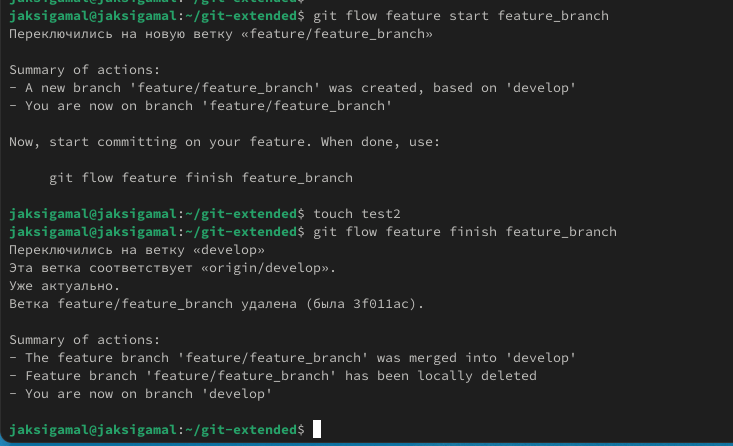 jaksigamal@jaksigamal:~/git-extended$ git flow feature start feature_branch
Переключились на новую ветку «feature/feature_branch»
Summary of actions:
- A new branch 'feature/feature_branch' was created, based on 'develop'
- You are now on branch 'feature/feature_branch'
Now, start committing on your feature. When done, use:
git flow feature finish feature_branch
jaksigamal@jaksigamal:~/git-extended$ touch test2
jaksigamal@jaksigamal:~/git-extended$ git flow feature finish feature_branch
Переключились на ветку «develop»
Эта ветка соответствует «origin/develop».
Уже актуально.
Ветка feature/feature_branch удалена (была 3f011ac).
Summary of actions:
- The feature branch 'feature/feature_branch' was merged into 'develop'
- Feature branch 'feature/feature_branch' has been locally deleted
- You are now on branch 'develop'
jaksigamal@jaksigamal:~/git-extended$